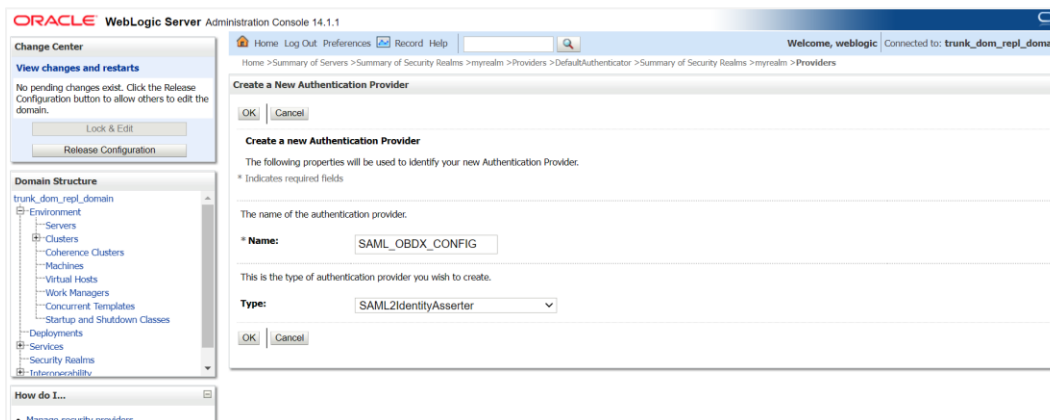 ORACLE WebLogic Server Administration Console 14.1.1
Change Center
View changes and restarts
No pending changes exist. Click the Release
Configuration button to allow others to edit the
domain.
Lock & Edit
Release Configuration
Domain Structure
trunk_dom_repl_domain
Environment
Servers
Clusters
Coherence Clusters
Machines
Virtual Hosts
Work Managers
Concurrent Templates
Startup and Shutdown Classes
Deployments
Services
Security Realms
Interoperability
How do I...
Manage security providers
Home Log Out Preferences Record Help
Welcome, weblogic Connected to: trunk_dom_repl_doma
Home >Summary of Servers >Summary of Security Realms >myrealm >Providers >DefaultAuthenticator >Summary of Security Realms >myrealm >Providers
Create a New Authentication Provider
OK Cancel
Create a new Authentication Provider
The following properties will be used to identify your new Authentication Provider.
* Indicates required fields
The name of the authentication provider.
* Name: SAML_OBDX_CONFIG
This is the type of authentication provider you wish to create.
Type: SAML2IdentityAsserter
OK Cancel